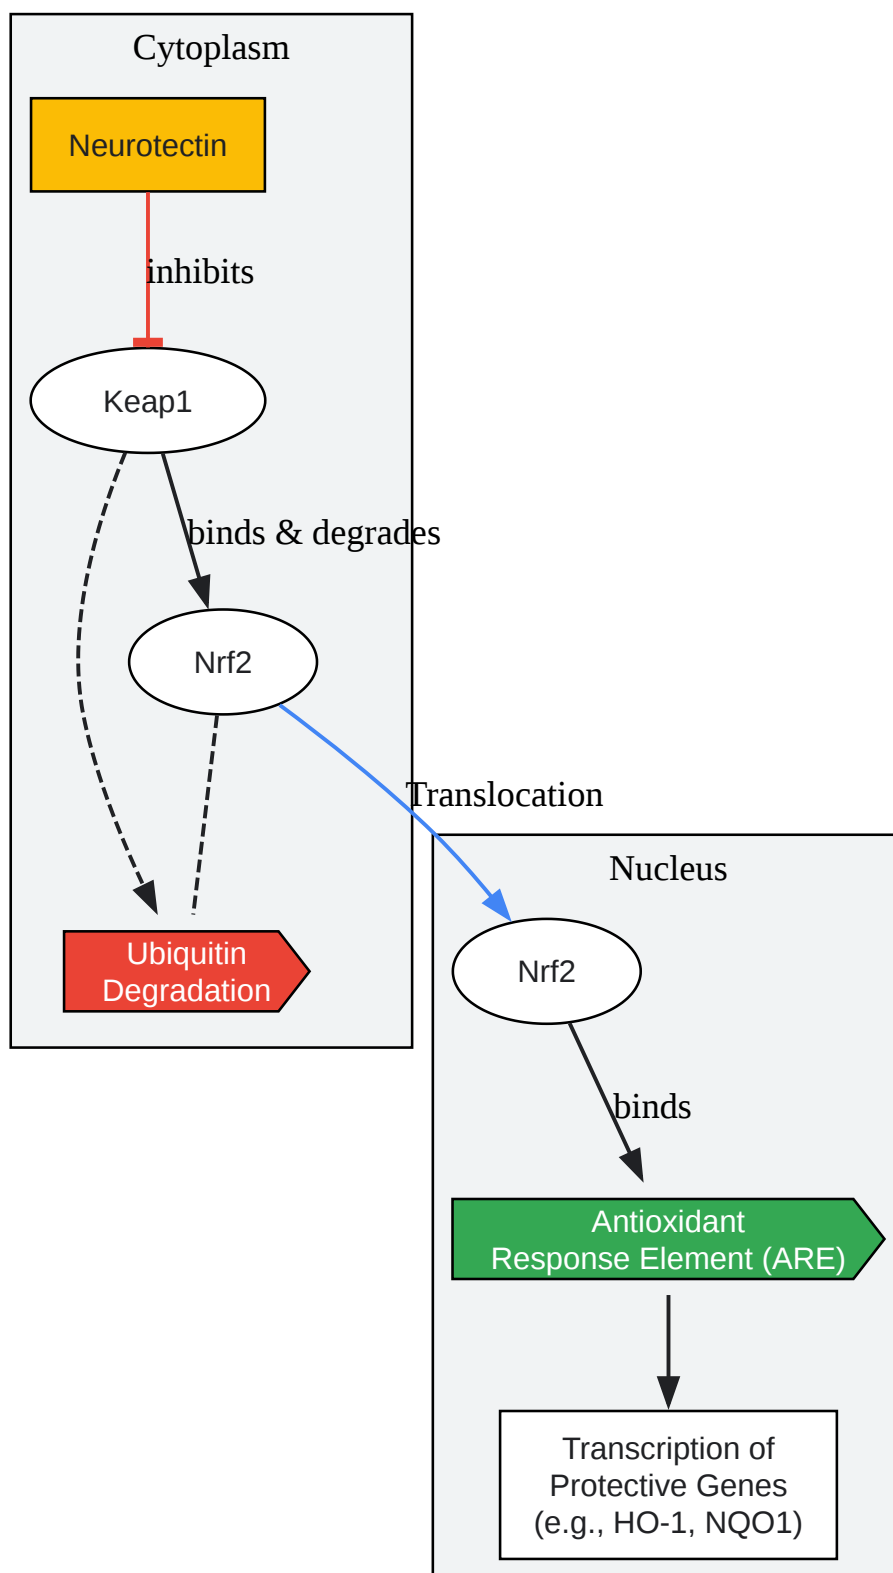 Cytoplasm
Neurotectin
inhibits
Keap1
binds & degrades
Nrf2
Translocation
Nucleus
Ubiquitin
Degradation
Nrf2
binds
Antioxidant
Response Element (ARE)
Transcription of
Protective Genes
(e.g., HO-1, NQO1)